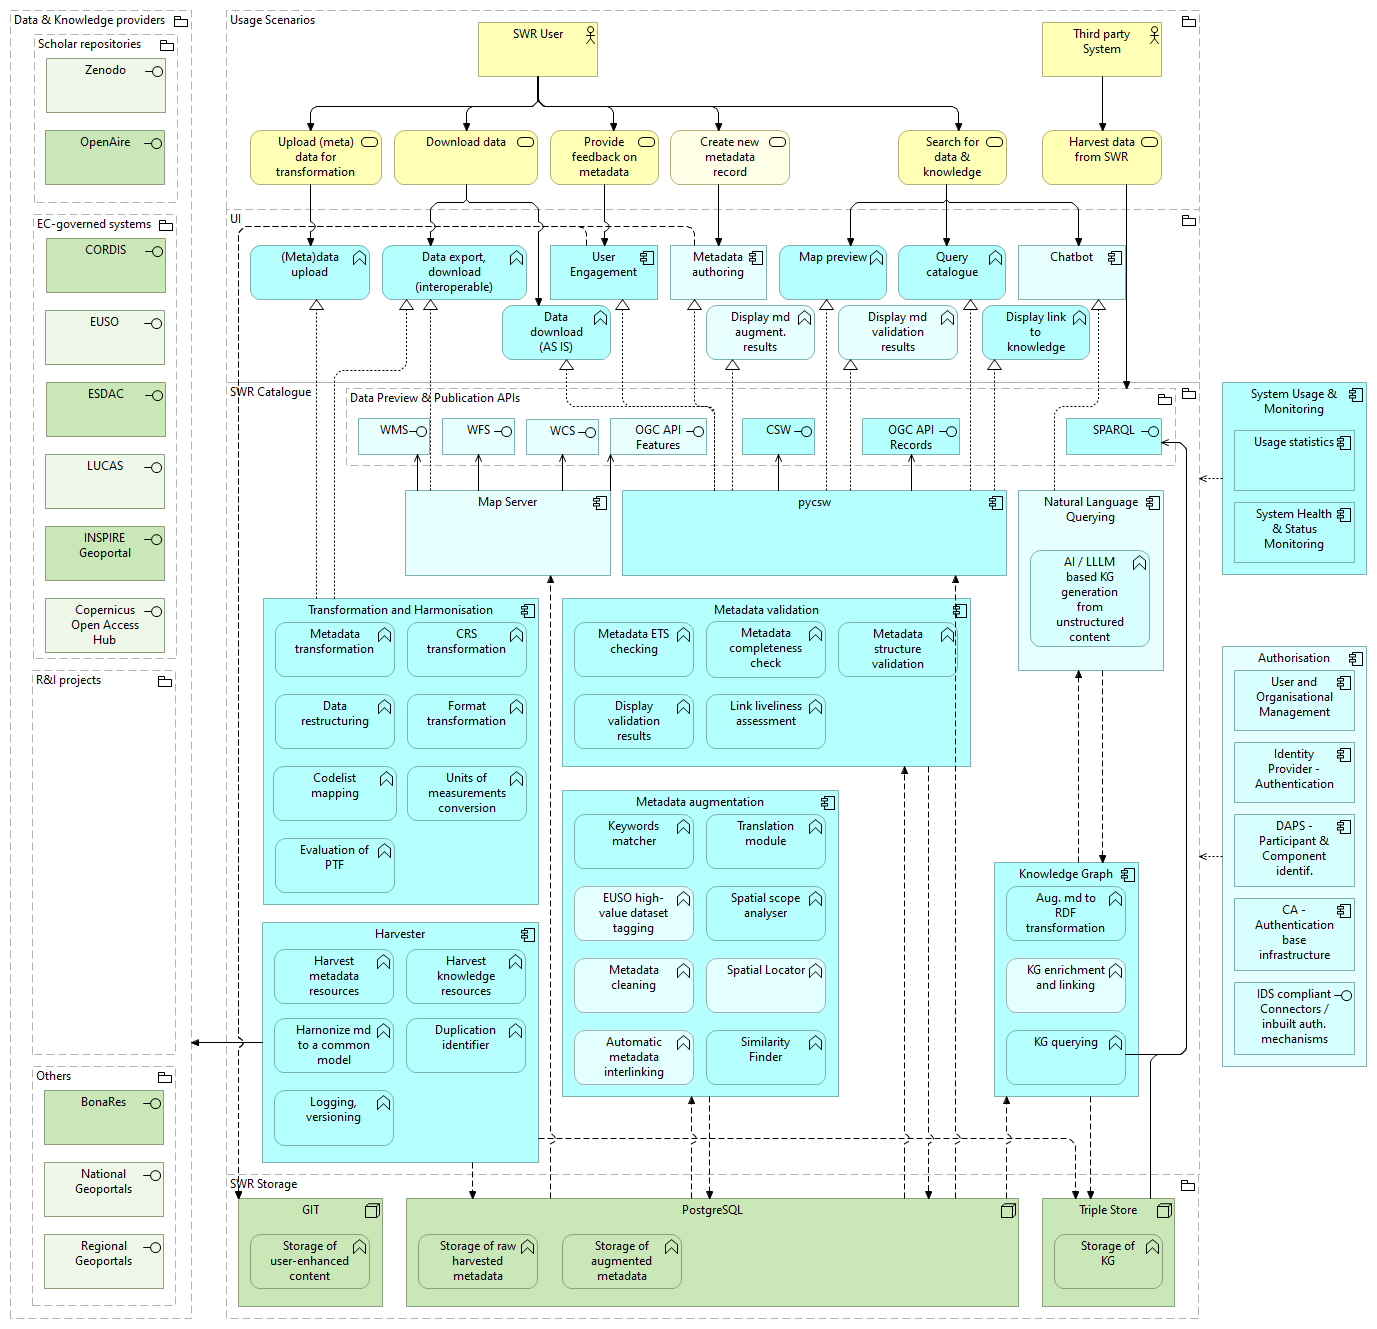 Data & Knowledge providers
Scholar repositories
Zenodo
OpenAire
EC-governed systems
CORDIS
EUSO
ESDAC
LUCAS
INSPIRE
Geoportal
Copernicus
Open Access
Hub
R&I projects
Others
BonaRes
National
Geoportals
Regional
Geoportals
Usage Scenarios
SWR User
Third party
System
Upload (meta)
data for
transformation
Download data
Provide
feedback on
metadata
Create new
metadata
record
Search for
data &
knowledge
Harvest data
from SWR
UI
(Meta)data
upload
Data export,
download
(interoperable)
User
Engagement
Metadata
authoring
Map preview
Query
catalogue
Chatbot
Data
download
(AS IS)
Display md
augment.
results
Display md
validation
results
Display link
to
knowledge
SWR Catalogue
Data Preview & Publication APIs
WMS
WFS
WCS
OGC API
Features
CSW
OGC API
Records
SPARQL
Map Server
pycsw
Natural Language
Querying
AI / LLLM
based KG
generation
from
unstructured
content
Transformation and Harmonisation
Metadata
transformation
CRS
transformation
Data
restructuring
Format
transformation
Codelist
mapping
Units of
measurements
conversion
Evaluation of
PTF
Metadata validation
Metadata ETS
checking
Metadata
completeness
check
Metadata
structure
validation
Display
validation
results
Link liveliness
assessment
Metadata augmentation
Keywords
matcher
Translation
module
EUSO high-
value dataset
tagging
Spatial scope
analyser
Metadata
cleaning
Spatial Locator
Automatic
metadata
interlinking
Similarity
Finder
Knowledge Graph
Aug. md to
RDF
transformation
KG enrichment
and linking
KG querying
Harvester
Harvest
metadata
resources
Harvest
knowledge
resources
Harnonize md
to a common
model
Duplication
identifier
Logging,
versioning
SWR Storage
GIT
Storage of
user-enhanced
content
PostgreSQL
Storage of raw
harvested
metadata
Storage of
augmented
metadata
Triple Store
Storage of
KG
System Usage &
Monitoring
Usage statistics
System Health
& Status
Monitoring
Authorisation
User and
Organisational
Management
Identity
Provider -
Authentication
DAPS -
Participant &
Component
identif.
CA -
Authentication
base
infrastructure
IDS compliant
Connectors /
inbuilt auth.
mechanisms